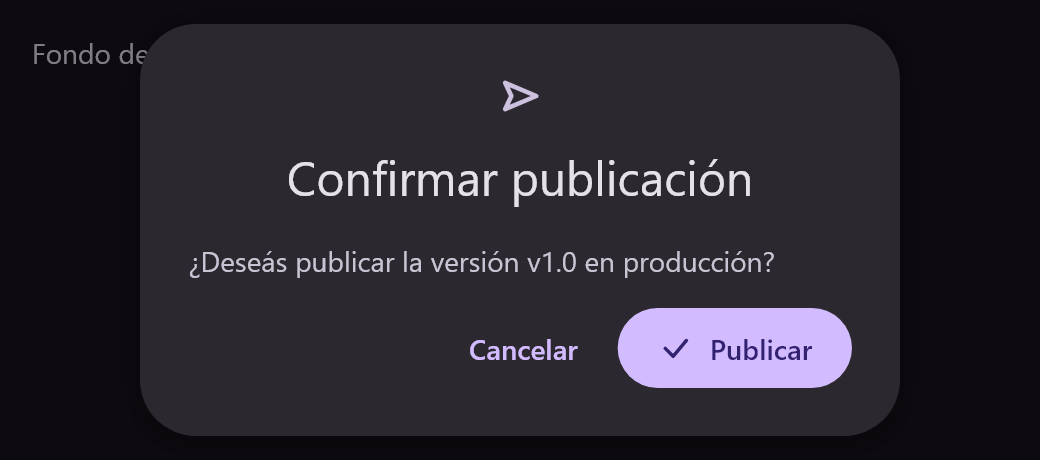 Fondo de
Confirmar publicación
¿Deseás publicar la versión v1.0 en producción?
Cancelar
Publicar